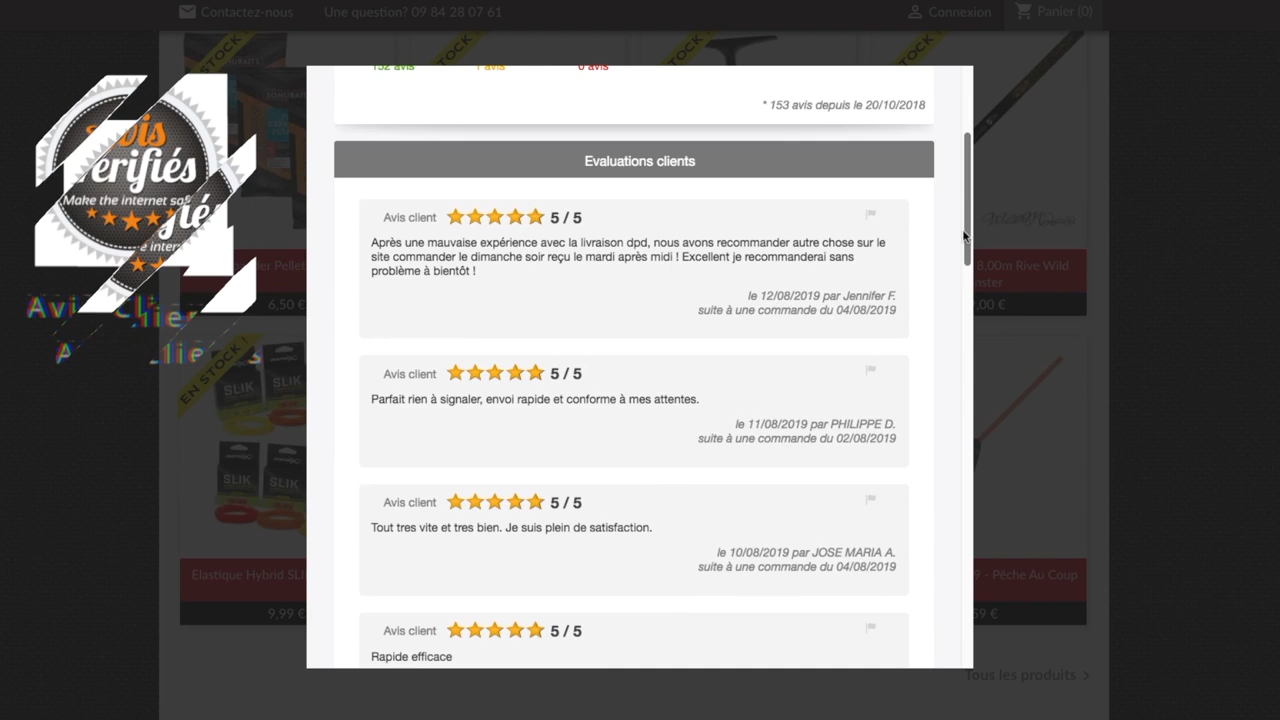 Contactez-nous
Une question? 09 84 28 07 61
Connexion
Panier (0)
152 avis
1 avis
0 avis
* 153 avis depuis le 20/10/2018
Evaluations clients
Avis client 5 / 5
Après une mauvaise expérience avec la livraison dpd, nous avons recommander autre chose sur le
site commander le dimanche soir reçu le mardi après midi ! Excellent je recommanderai sans
problème à bientôt !
le 12/08/2019 par Jennifer F.
suite à une commande du 04/08/2019
Avis client 5 / 5
Parfait rien à signaler, envoi rapide et conforme à mes attentes.
le 11/08/2019 par PHILIPPE D.
suite à une commande du 02/08/2019
Avis client 5 / 5
Tout tres vite et tres bien. Je suis plein de satisfaction.
le 10/08/2019 par JOSE MARIA A.
suite à une commande du 04/08/2019
Avis client 5 / 5
Rapide efficace
Make the internet
6,50 €
8.00m Rive Wild
EN STOCK !
SLIK
SLIK
SLIK
SLIK
Elastique Hybrid SLI
9,99 €
- Pêche Au Coup
Tous les produits